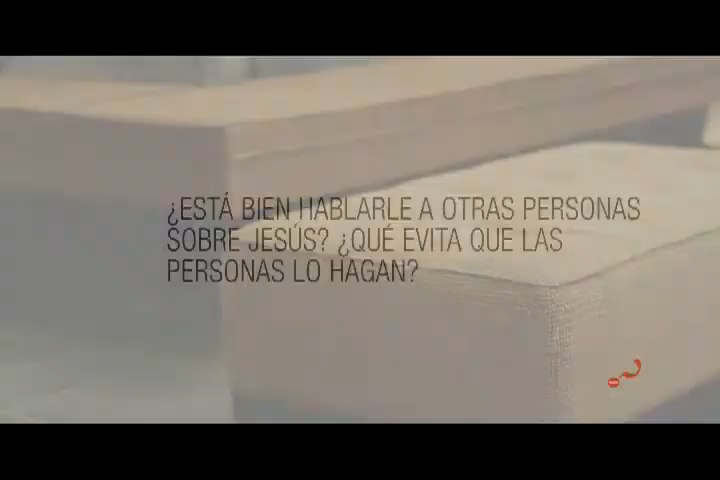 ¿ESTÁ BIEN HABLARLE A OTRAS PERSONAS
SOBRE JESÚS? ¿QUÉ EVITA QUE LAS
PERSONAS LO HAGAN?